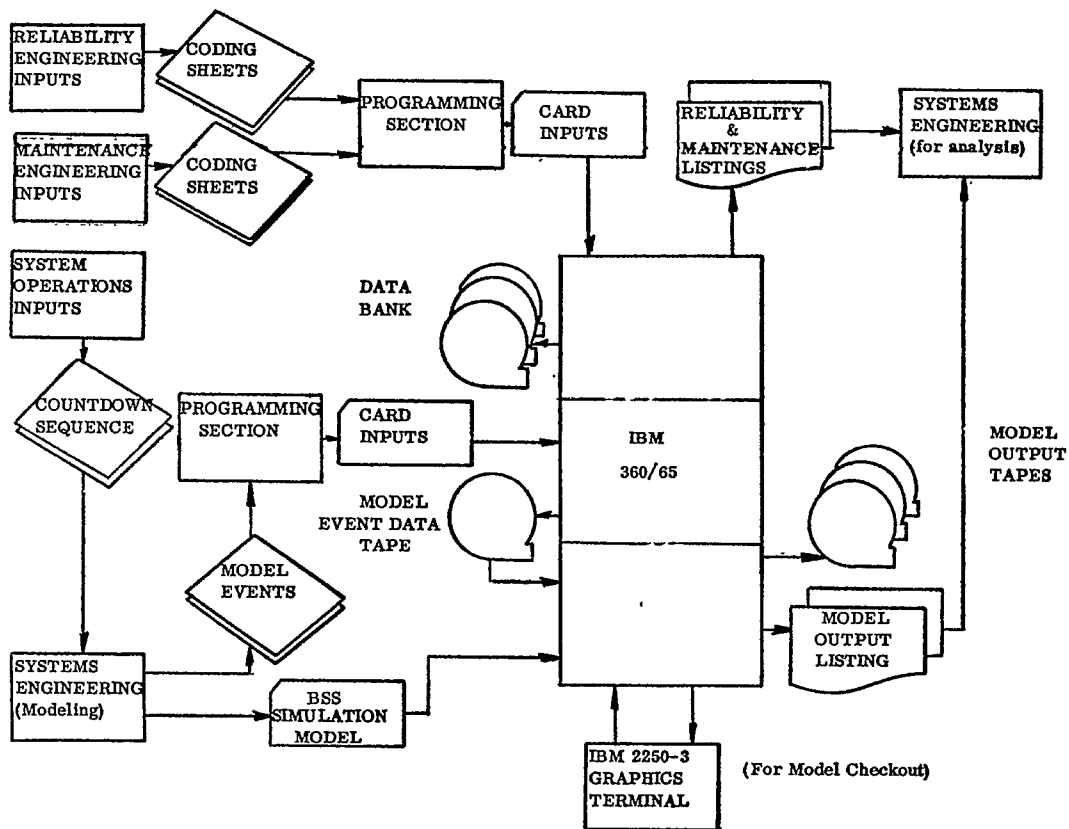 RELIABILITY
ENGINEERING
INPUTS
CODING
SHEETS
PROGRAMMING
SECTION
CARD
INPUTS
RELIABILITY
&
MAINTENANCE
LISTINGS
SYSTEMS
ENGINEERING
(for analysis)
MAINTENANCE
ENGINEERING
INPUTS
CODING
SHEETS
SYSTEM
OPERATIONS
INPUTS
DATA
BANK
COUNTDOWN
SEQUENCE
PROGRAMMING
SECTION
CARD
INPUTS
IBM
360/65
MODEL
OUTPUT
TAPES
MODEL
EVENT DATA
TAPE
MODEL
EVENTS
MODEL
OUTPUT
LISTING
SYSTEMS
ENGINEERING
(Modeling)
BSS
SIMULATION
MODEL
IBM 2250-3
GRAPHICS
TERMINAL
(For Model Checkout)